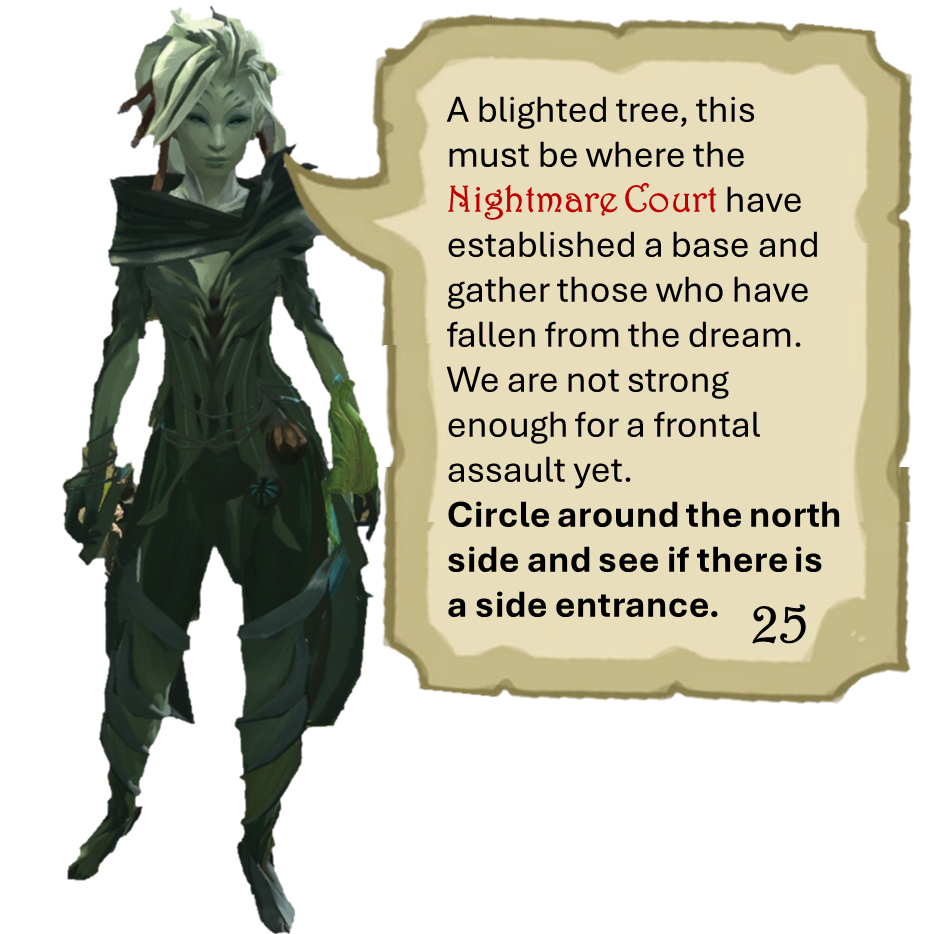 A blighted tree, this
must be where the
Nightmare Court have
established a base and
gather those who have
fallen from the dream.
We are not strong
enough for a frontal
assault yet.
Circle around the north
side and see if there is
a side entrance.
25